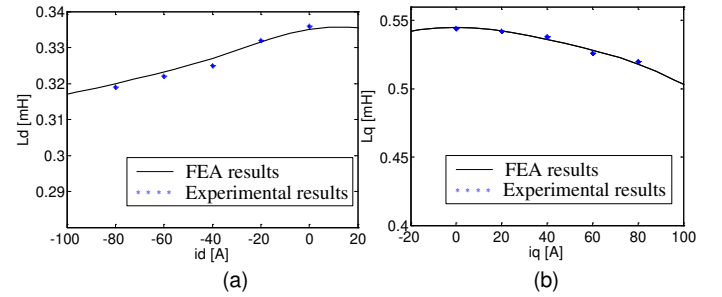 0.34
0.33
0.32
0.31
0.3
0.29
Ld [mH]
FEA results
Experimental results
-100 -80 -60 -40 -20 0 20
id [A]
(a)
0.55
0.5
0.45
0.4
Lq [mH]
FEA results
Experimental results
-20 0 20 40 60 80 100
iq [A]
(b)